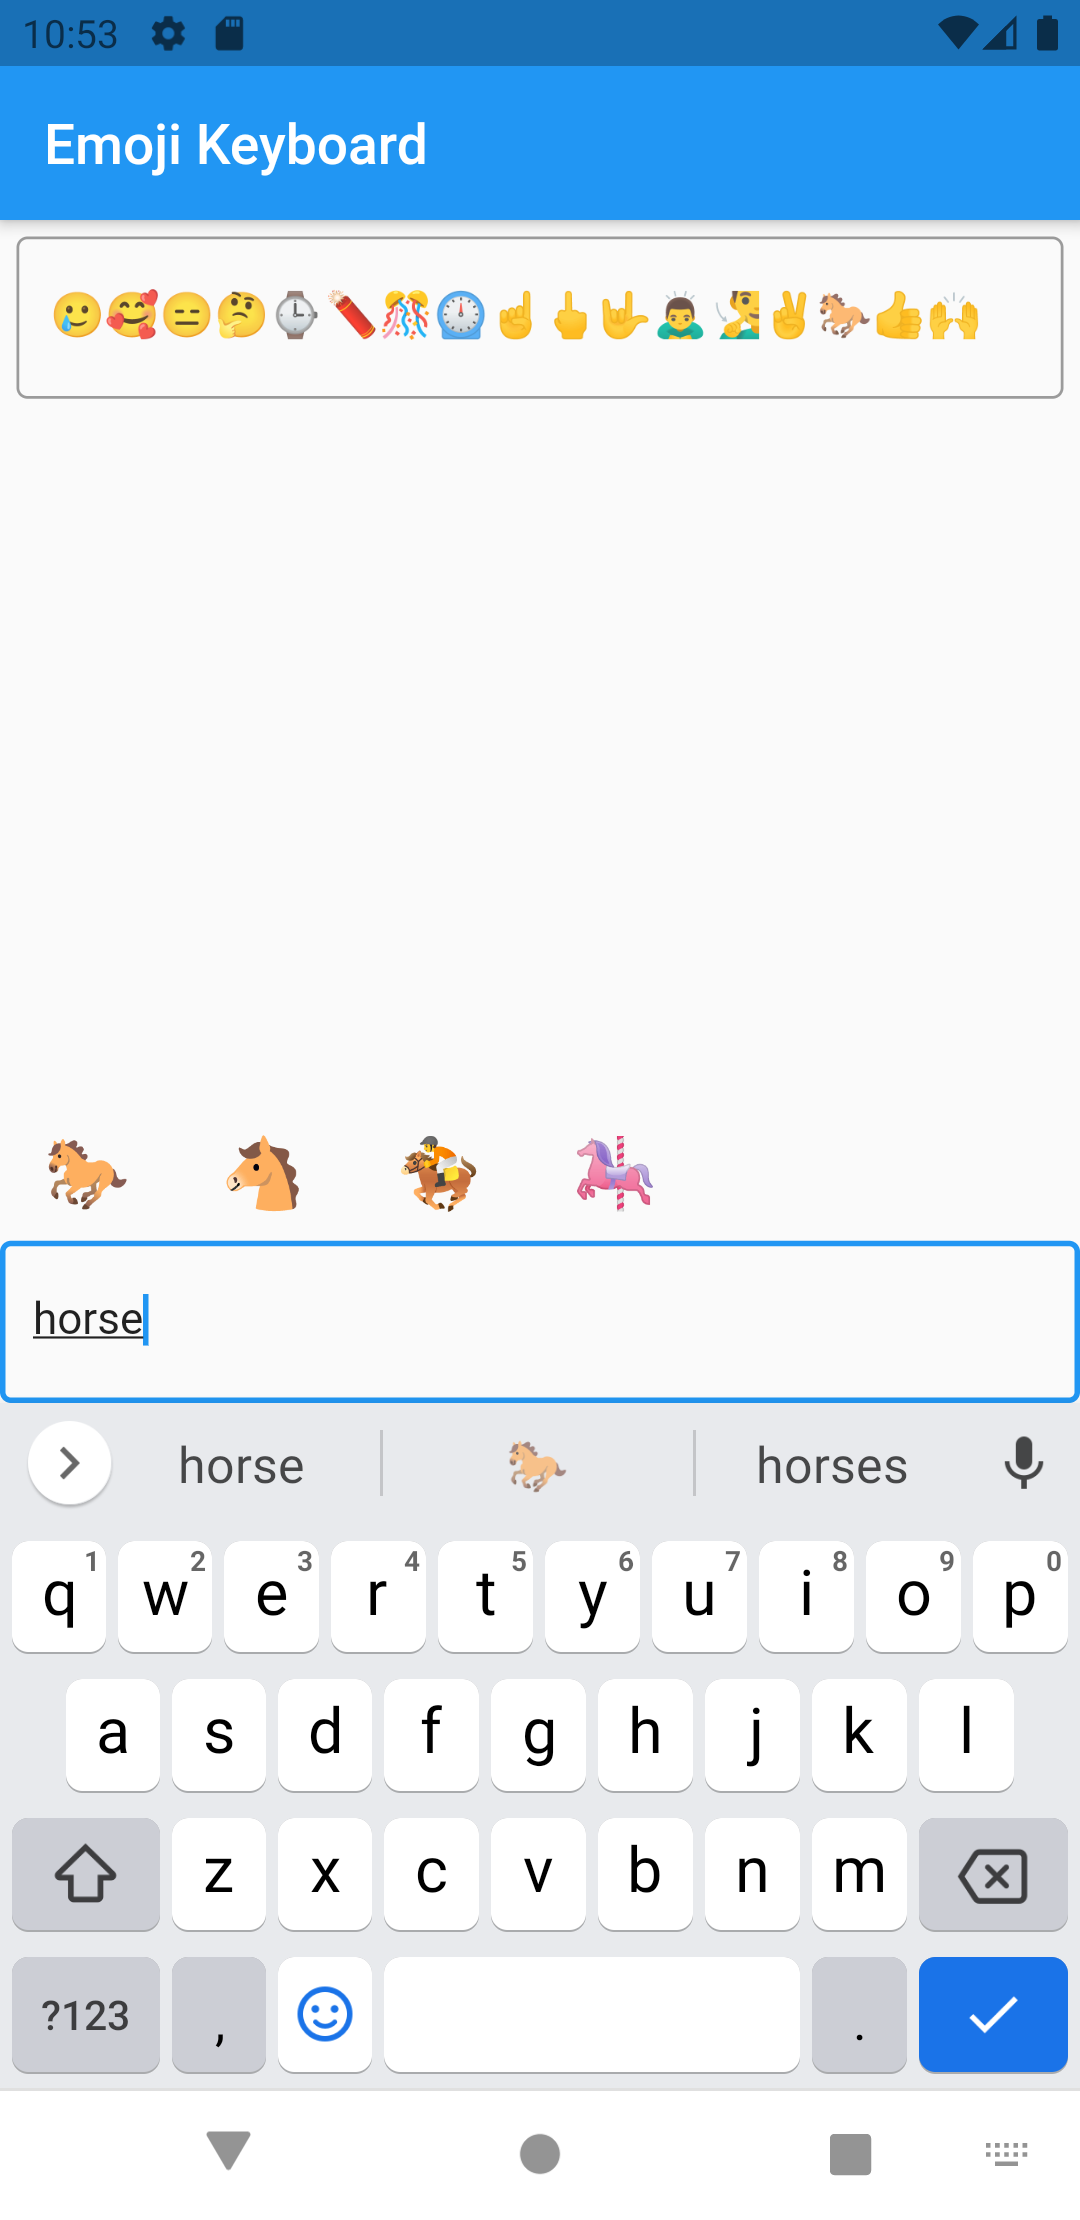 10:53
Emoji Keyboard
🥲🥰😑🤔⌚🧨🎊⏲☝🖕🤟🙇‍♂️🧏‍♂️✌🐎👍🙌
🐎 🐴 🏇 🎠
horse
horse 🐎 horses
q 1 w 2 e 3 r 4 t 5 y 6 u 7 i 8 o 9 p 0
a s d f g h j k l
z x c v b n m
?123 , .